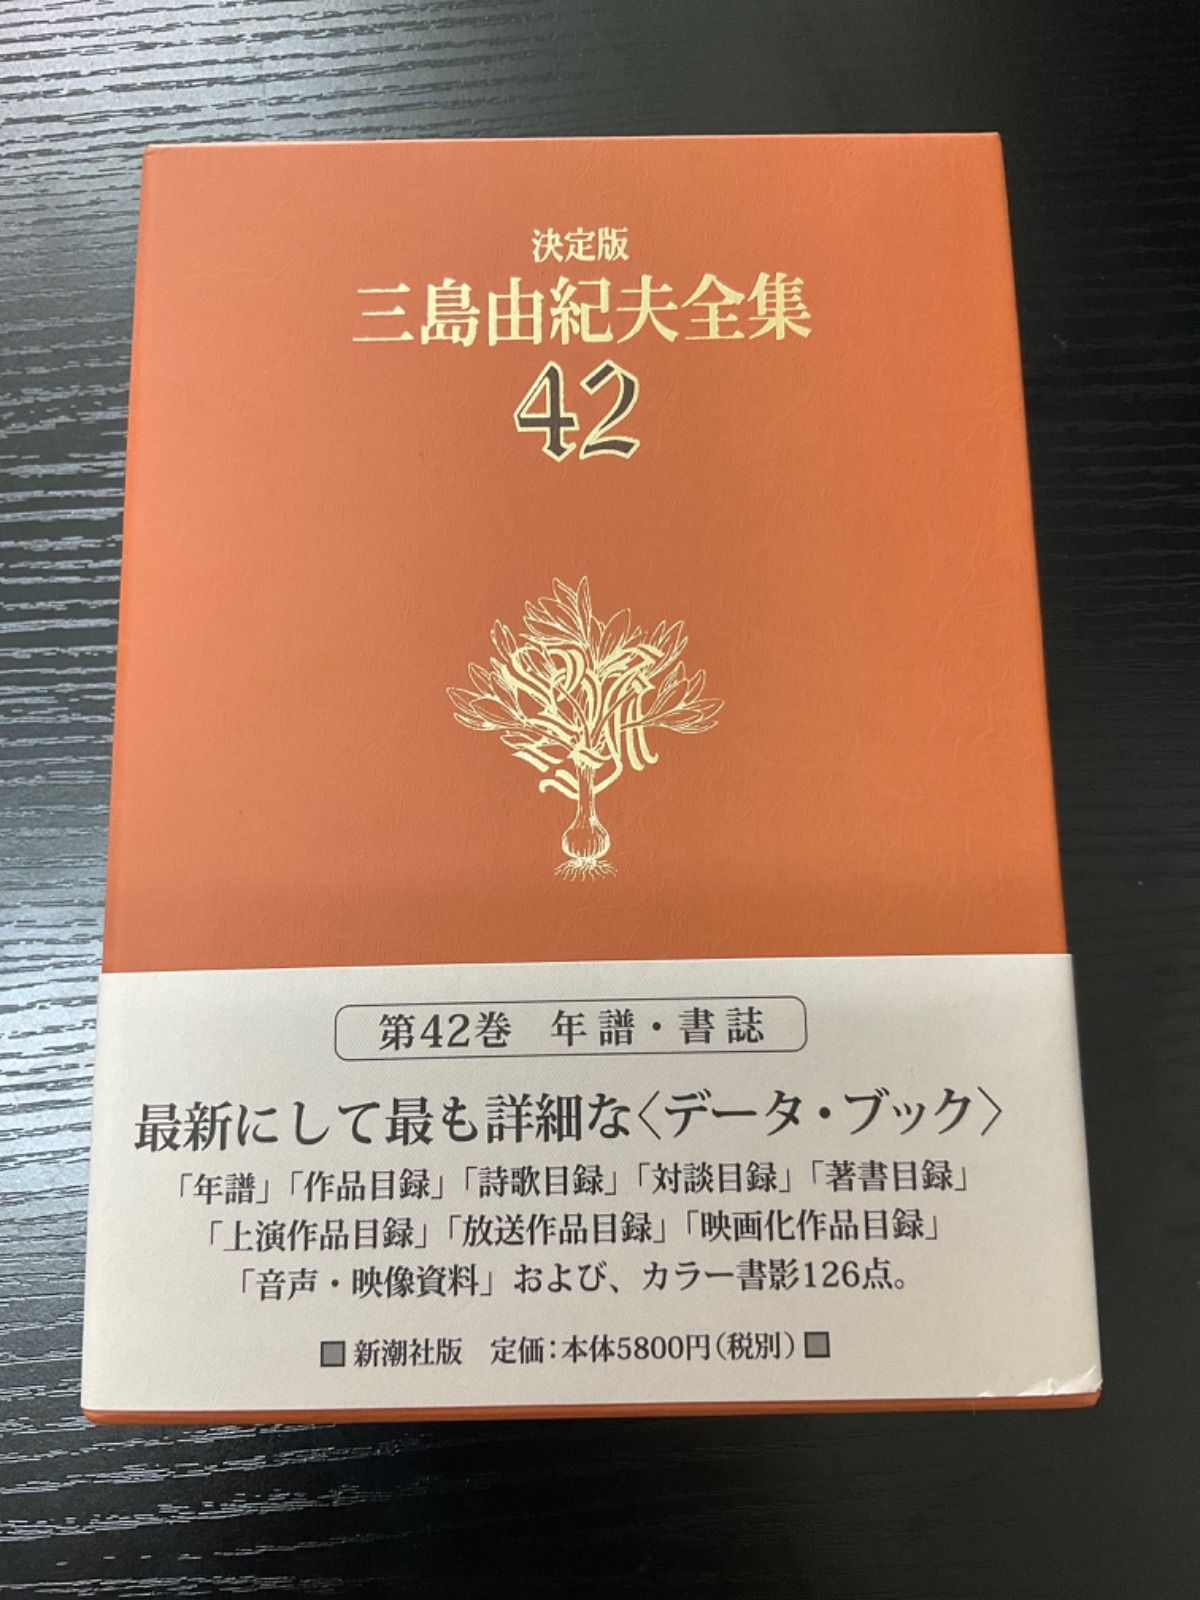 決定版
三島由紀夫全集
42
第42巻　年譜・書誌
最新にして最も詳細な〈データ・ブック〉
「年譜」「作品目録」「詩歌目録」「対談目録」「著書目録」
「上演作品目録」「放送作品目録」「映画化作品目録」
「音声・映像資料」および、カラー書影126点。
■新潮社版　定価：本体5800円（税別）■